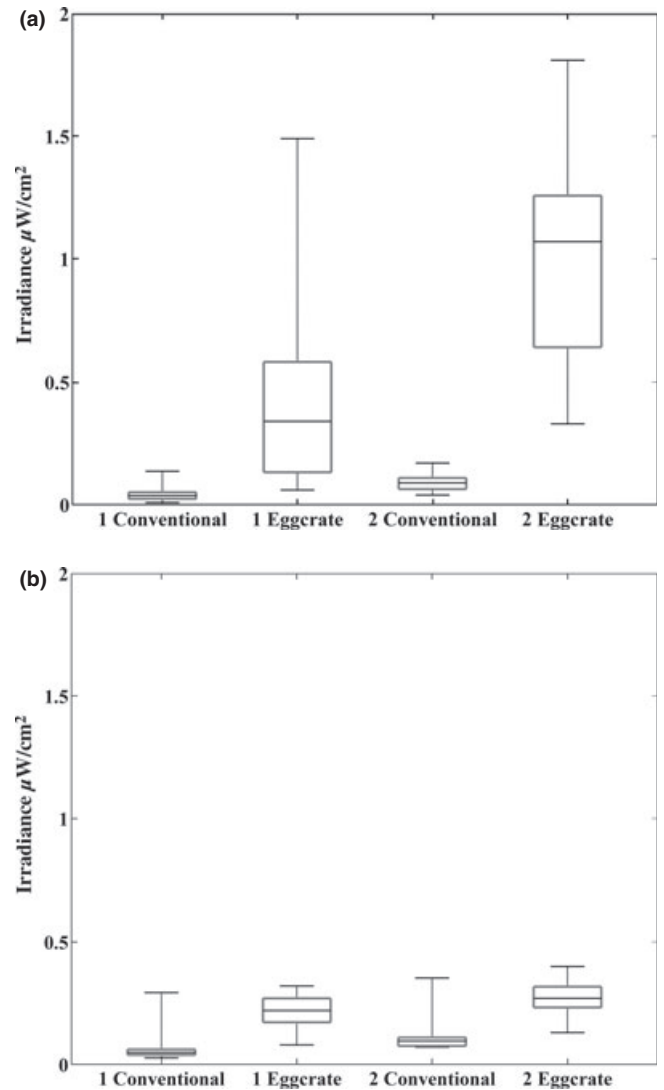 (a)
2
1.5
1
0.5
0
Irradiance µW/cm²
1 Conventional 1 Eggcrate 2 Conventional 2 Eggcrate
(b)
2
1.5
1
0.5
0
Irradiance µW/cm²
1 Conventional 1 Eggcrate 2 Conventional 2 Eggcrate